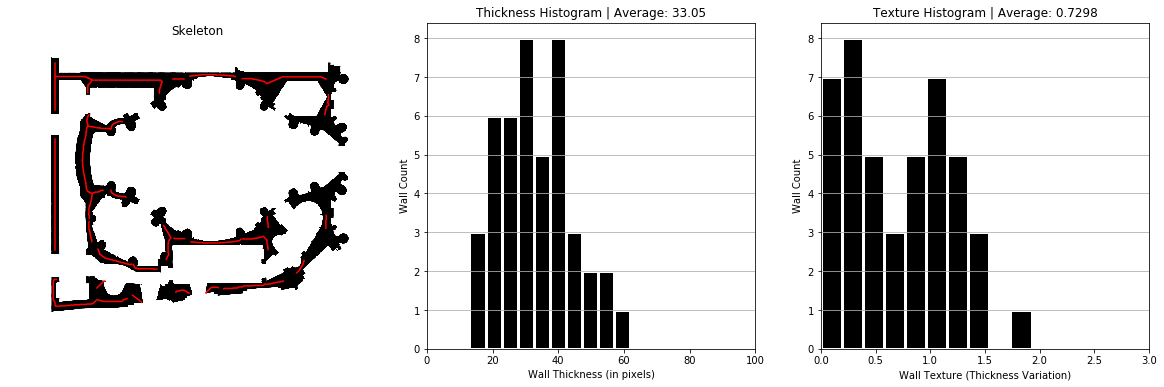 Skeleton
Thickness Histogram | Average: 33.05
8
7
6
5
4
3
2
1
0
Wall Count
0 20 40 60 80 100
Wall Thickness (in pixels)
Texture Histogram | Average: 0.7298
8
7
6
5
4
3
2
1
0
Wall Count
0.0 0.5 1.0 1.5 2.0 2.5 3.0
Wall Texture (Thickness Variation)